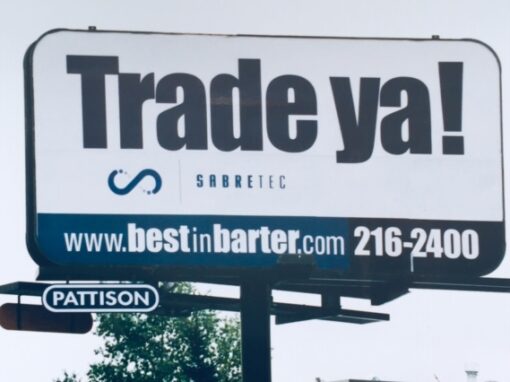 Trade ya!
SABRETEC
www.bestinbarter.com 216-2400
PATTISON